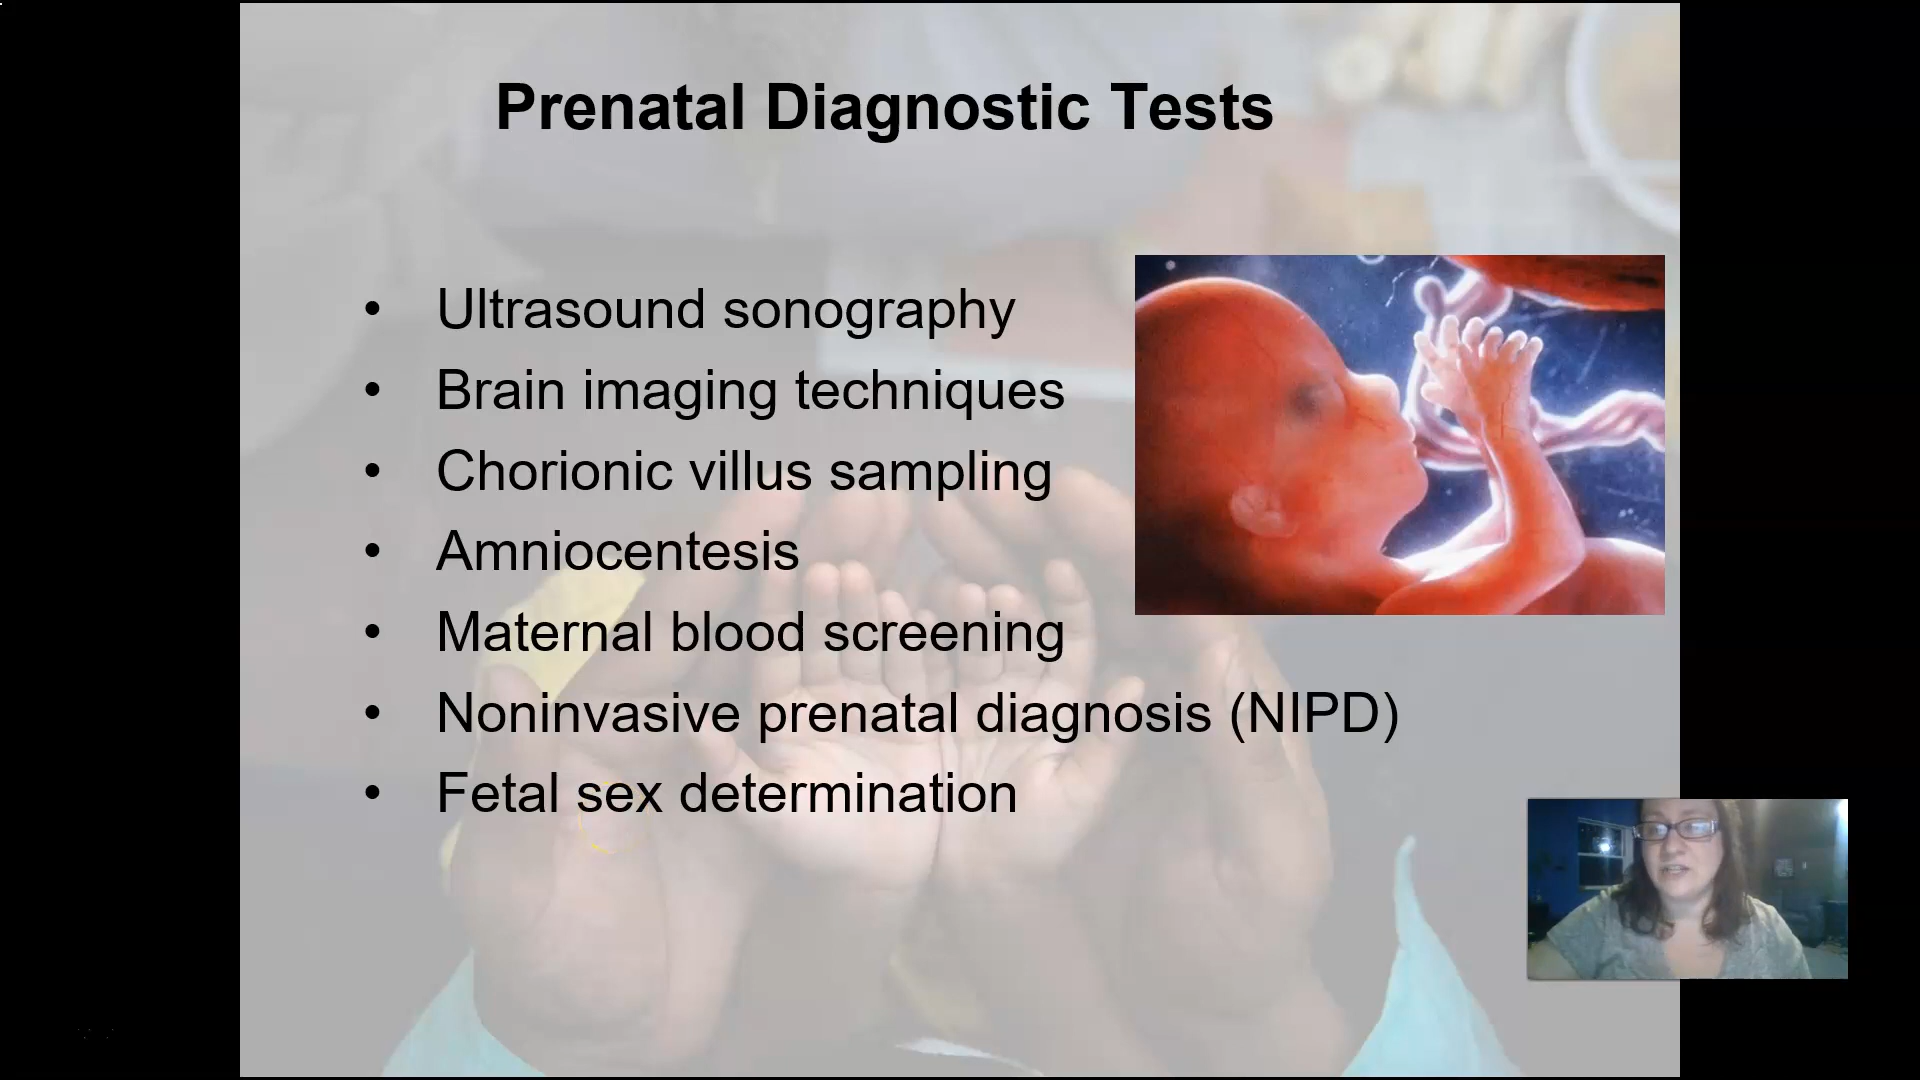 Prenatal Diagnostic Tests
• Ultrasound sonography
• Brain imaging techniques
• Chorionic villus sampling
• Amniocentesis
• Maternal blood screening
• Noninvasive prenatal diagnosis (NIPD)
• Fetal sex determination